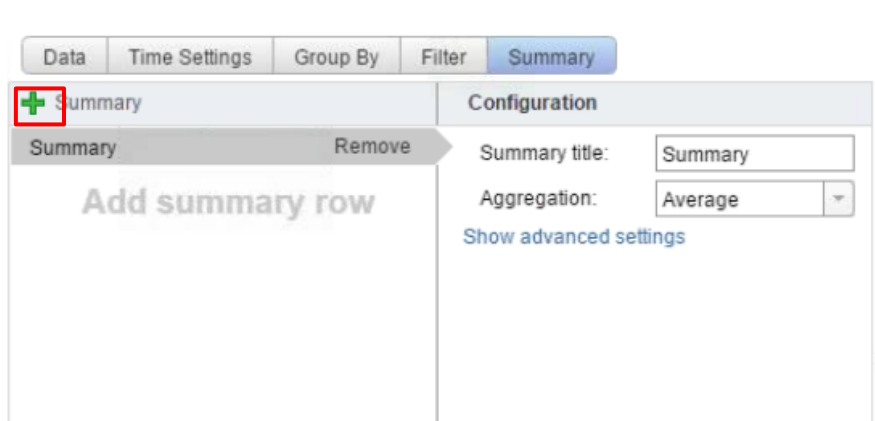 Data Time Settings Group By Filter Summary
Summary
Configuration
Summary Remove
Add summary row
Summary title: Summary
Aggregation: Average
Show advanced settings